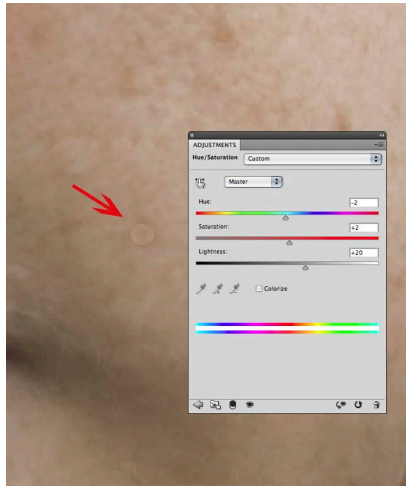 ADJUSTMENTS
Hue/Saturation Custom
Master
Hue: -2
Saturation: +2
Lightness: +20
Colorize